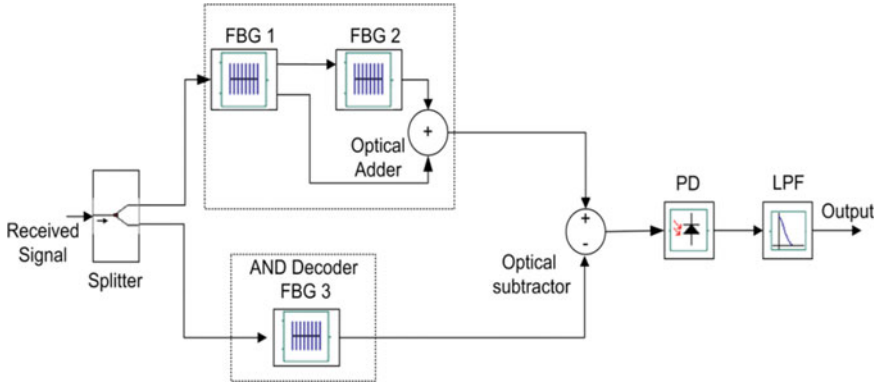 FBG 1
FBG 2
Optical
Adder
+
Received
Signal
Splitter
AND Decoder
FBG 3
+
-
Optical
subtractor
PD
LPF
Output